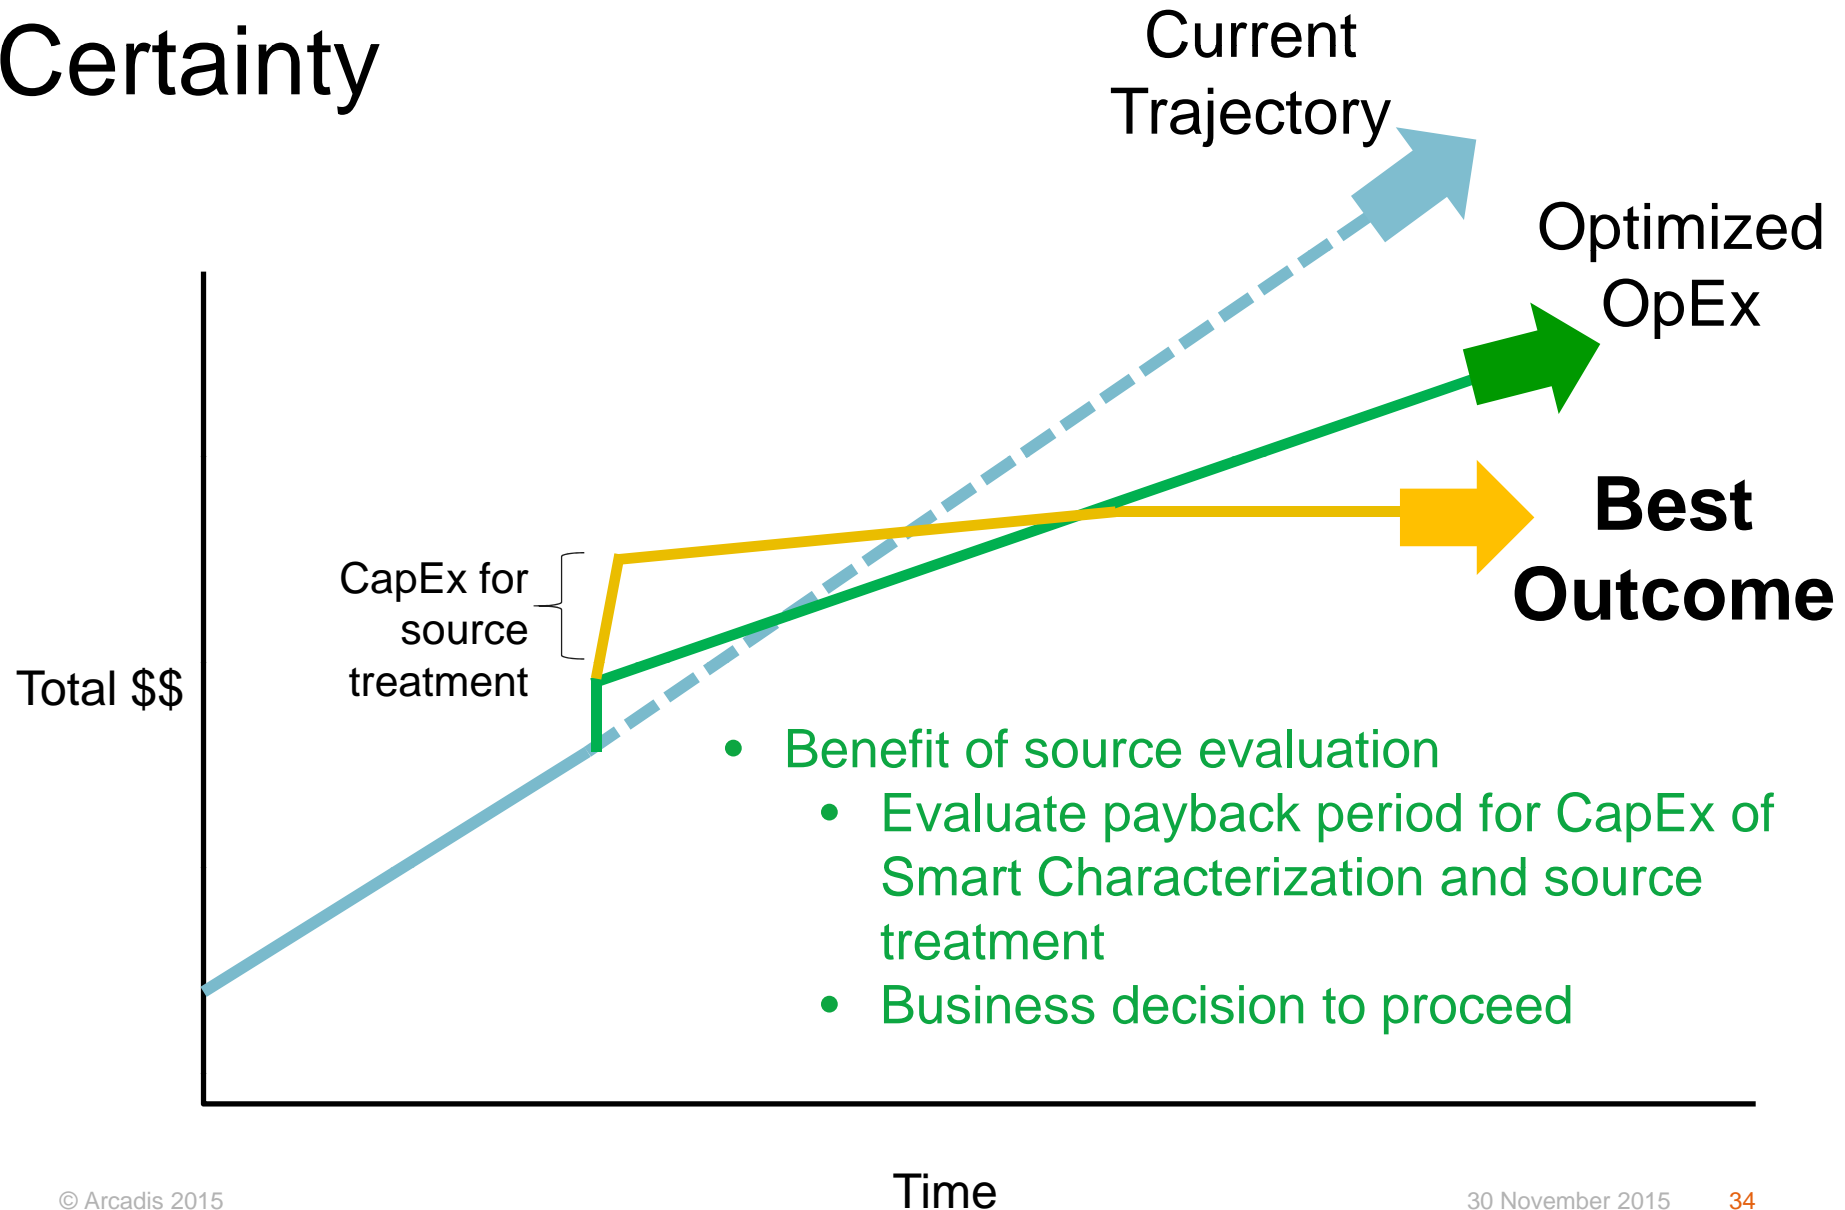 Certainty
Current
Trajectory
Optimized
OpEx
Best
Outcome
CapEx for
source
treatment
Total $$
• Benefit of source evaluation
• Evaluate payback period for CapEx of
Smart Characterization and source
treatment
• Business decision to proceed
Time
© Arcadis 2015
30 November 2015
34